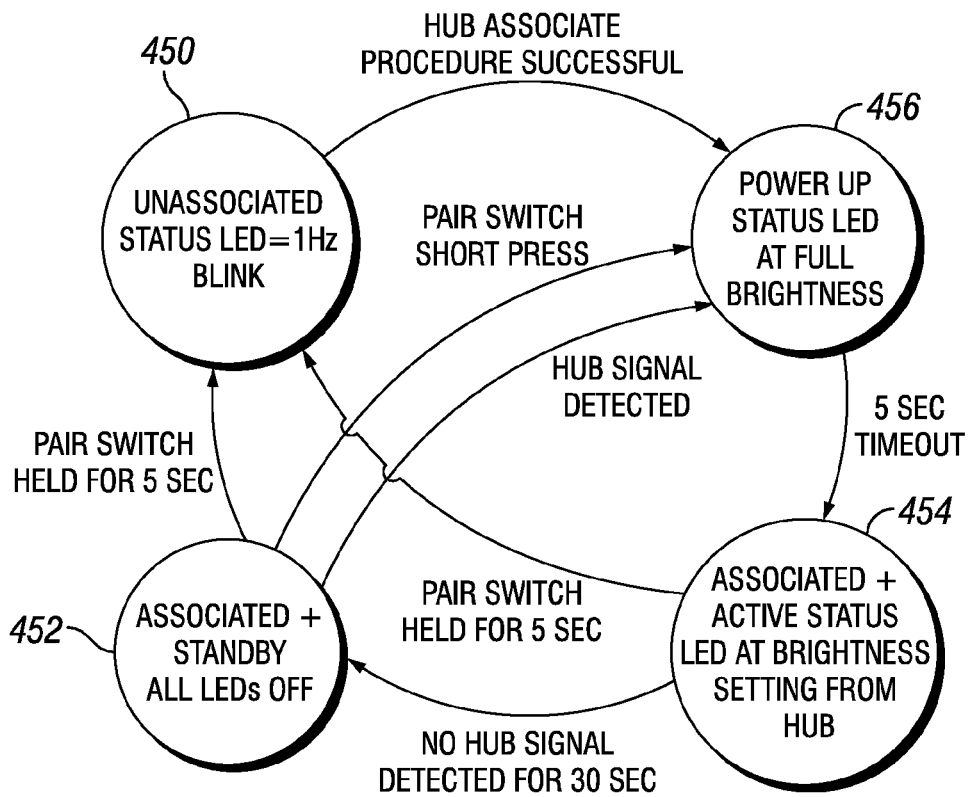 HUB ASSOCIATE
PROCEDURE SUCCESSFUL
450
456
UNASSOCIATED
STATUS LED=1Hz
BLINK
POWER UP
STATUS LED
AT FULL
BRIGHTNESS
PAIR SWITCH
SHORT PRESS
HUB SIGNAL
DETECTED
5 SEC
TIMEOUT
PAIR SWITCH
HELD FOR 5 SEC
454
452
ASSOCIATED +
STANDBY
ALL LEDs OFF
PAIR SWITCH
HELD FOR 5 SEC
ASSOCIATED +
ACTIVE STATUS
LED AT BRIGHTNESS
SETTING FROM
HUB
NO HUB SIGNAL
DETECTED FOR 30 SEC